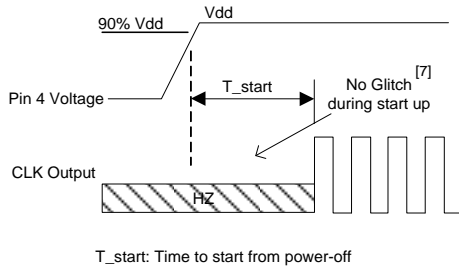 Vdd
90% Vdd
T_start
No Glitch [7]
during start up
Pin 4 Voltage
CLK Output
HZ
T_start: Time to start from power-off